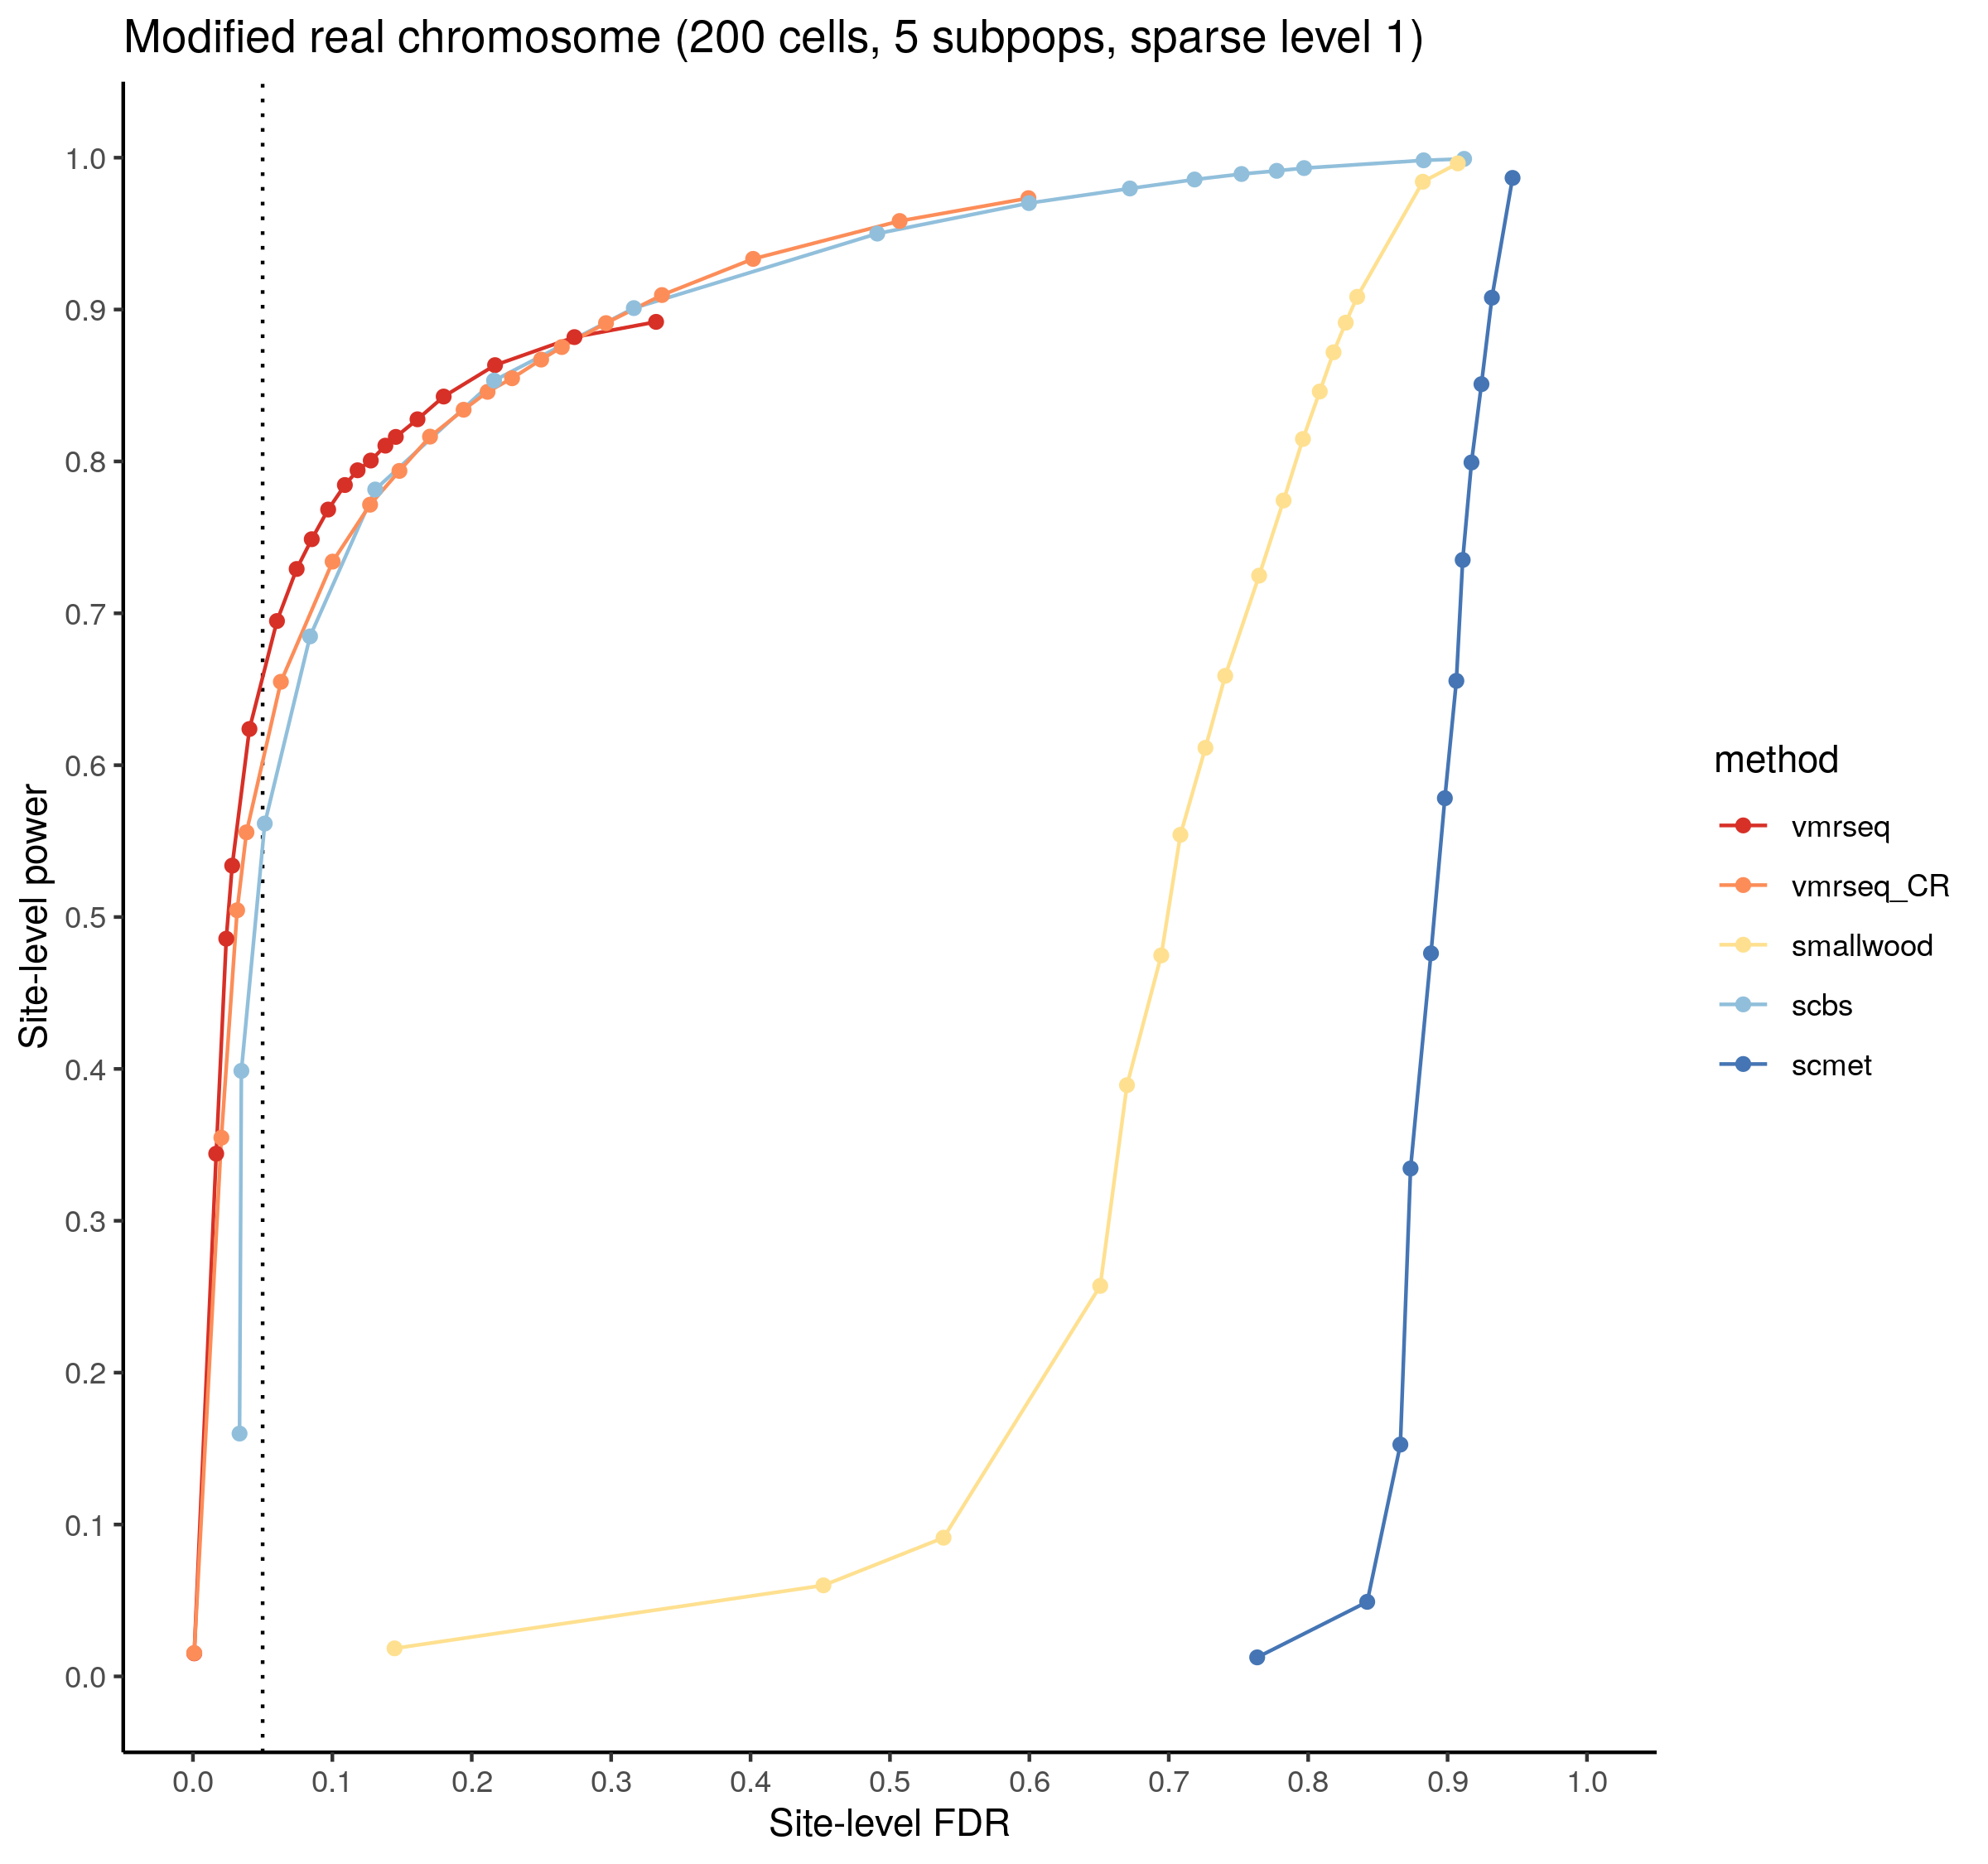 Modified real chromosome (200 cells, 5 subpops, sparse level 1)
1.0
0.9
0.8
0.7
0.6
0.5
0.4
0.3
0.2
0.1
0.0
Site-level power
0.0 0.1 0.2 0.3 0.4 0.5 0.6 0.7 0.8 0.9 1.0
Site-level FDR
method
vmrseq
vmrseq_CR
smallwood
scbs
scmet